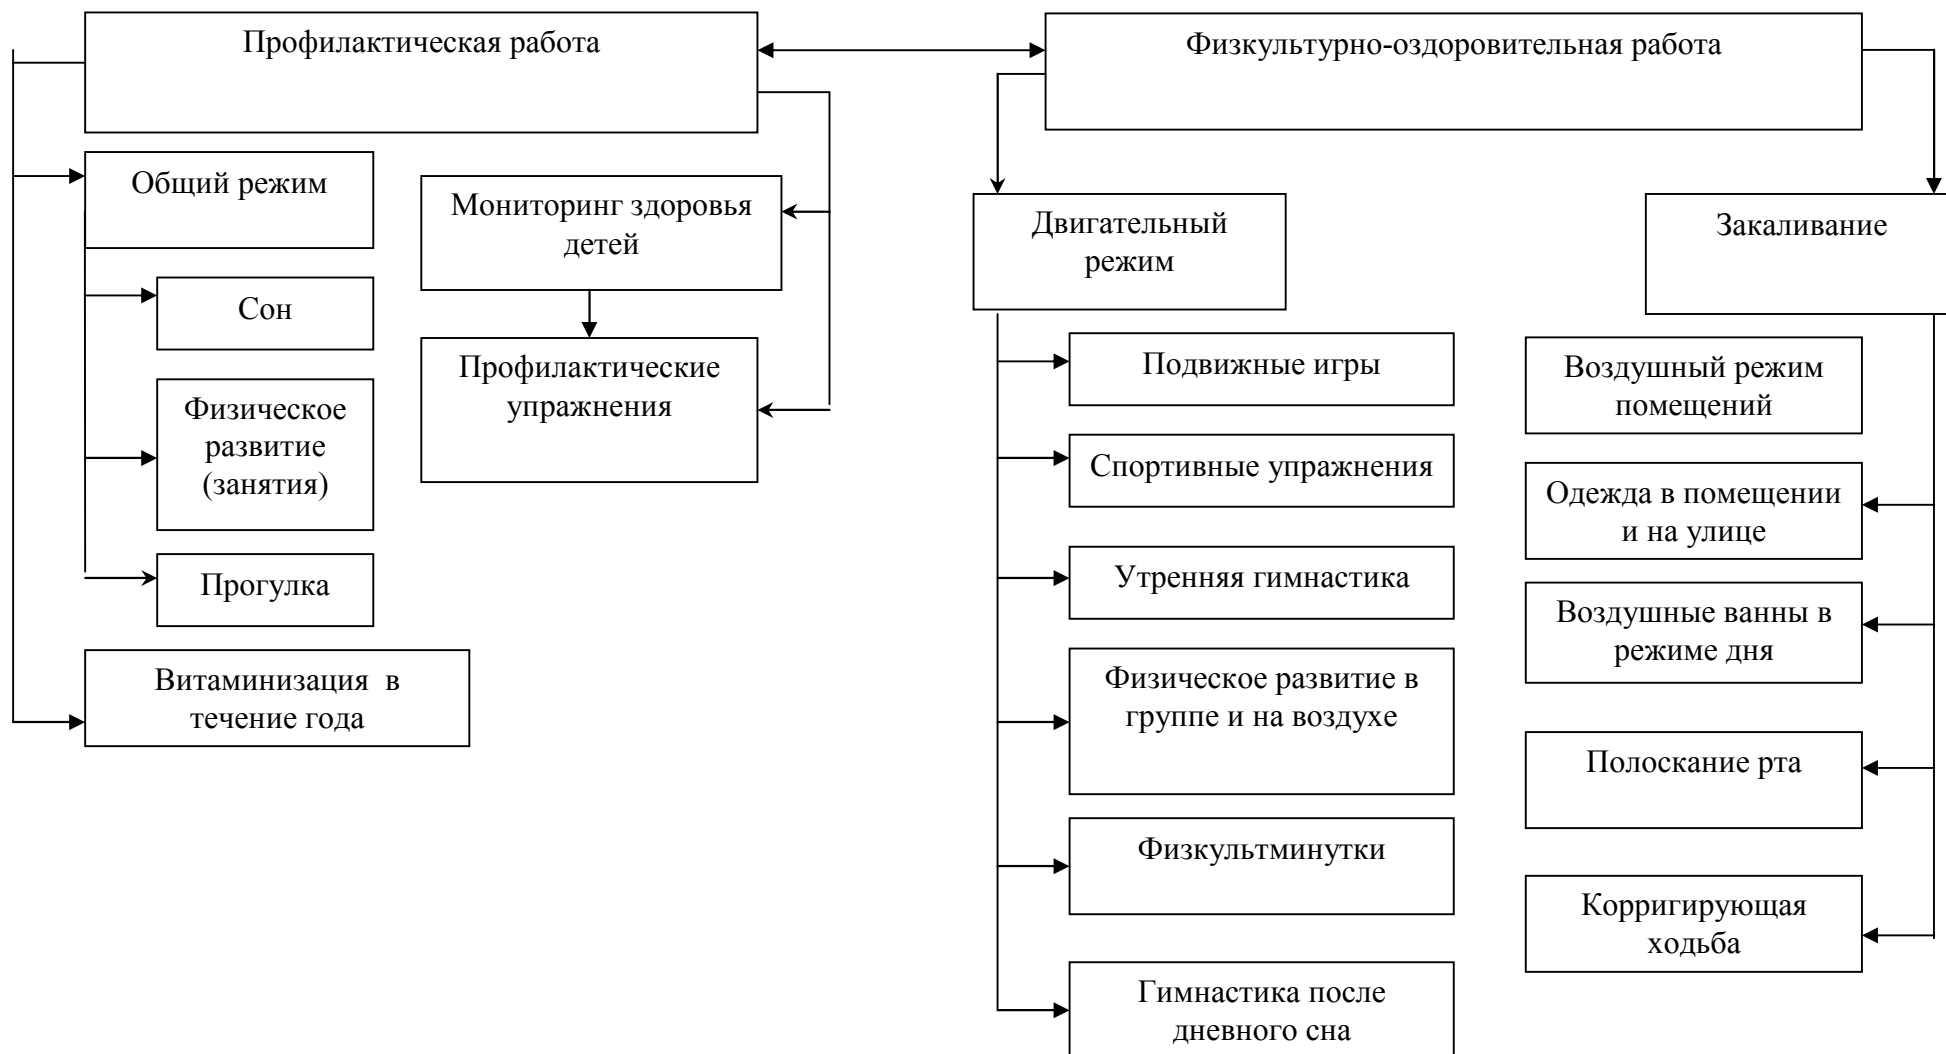 Профилактическая работа
Физкультурно-оздоровительная работа
Общий режим
Мониторинг здоровья
детей
Сон
Профилактические
упражнения
Физическое
развитие
(занятия)
Прогулка
Витаминизация в
течение года
Двигательный
режим
Подвижные игры
Спортивные упражнения
Утренняя гимнастика
Физическое развитие в
группе и на воздухе
Физкультминутки
Гимнастика после
дневного сна
Закаливание
Воздушный режим
помещений
Одежда в помещении
и на улице
Воздушные ванны в
режиме дня
Полоскание рта
Корригирующая
ходьба